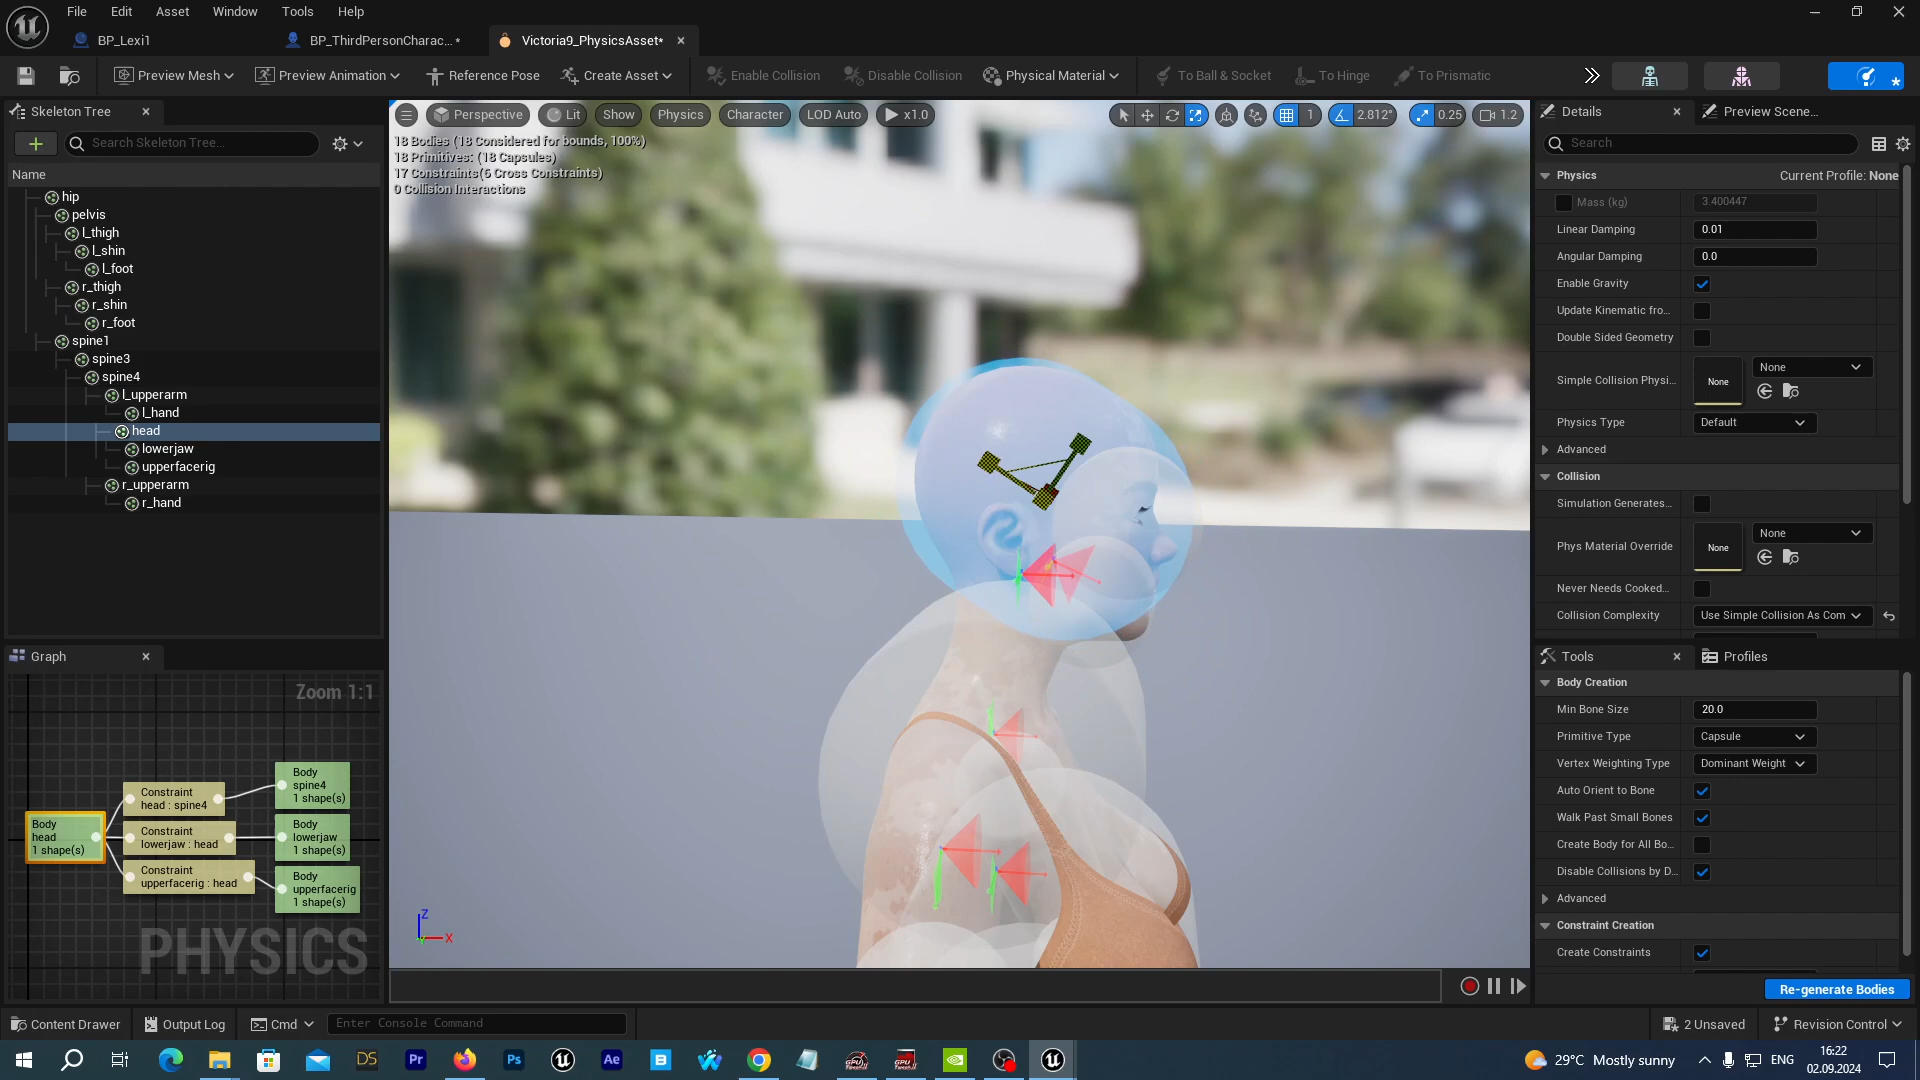 File Edit Asset Window Tools Help
BP_Lexi1
BP_ThirdPersonCharac... *
Victoria9_PhysicsAsset*
Preview Mesh
Preview Animation
Reference Pose
Create Asset
Enable Collision
Disable Collision
Physical Material
To Ball & Socket
To Hinge
To Prismatic
Skeleton Tree
Search Skeleton Tree...
Name
hip
pelvis
l_thigh
l_shin
l_foot
r_thigh
r_shin
r_foot
spine1
spine3
spine4
l_upperarm
l_hand
head
lowerjaw
upperfacerig
r_upperarm
r_hand
Graph
Zoom 1:1
Body
head
1 shape(s)
Constraint
head : spine4
Constraint
lowerjaw : head
Constraint
upperfacerig : head
Body
spine4
1 shape(s)
Body
lowerjaw
1 shape(s)
Body
upperfacerig
1 shape(s)
PHYSICS
Perspective
Lit
Show
Physics
Character
LOD Auto
x1.0
1
2.812°
0.25
1.2
18 Bodies (18 Considered for bounds, 100%)
18 Primitives: (18 Capsules)
17 Constraints(6 Cross Constraints)
0 Collision Interactions
Z
X
Details
Preview Scene...
Search
Physics
Current Profile: None
Mass (kg) 3.400447
Linear Damping 0.01
Angular Damping 0.0
Enable Gravity
Update Kinematic fro...
Double Sided Geometry
Simple Collision Physi... None None
Physics Type Default
Advanced
Collision
Simulation Generates...
Phys Material Override None None
Never Needs Cooked...
Collision Complexity Use Simple Collision As Com
Tools
Profiles
Body Creation
Min Bone Size 20.0
Primitive Type Capsule
Vertex Weighting Type Dominant Weight
Auto Orient to Bone
Walk Past Small Bones
Create Body for All Bo...
Disable Collisions by D...
Advanced
Constraint Creation
Create Constraints
Re-generate Bodies
Content Drawer
Output Log
Cmd
Enter Console Command
2 Unsaved
Revision Control
DS
Pr
Ps
Ae
29°C Mostly sunny
ENG
16:22
02.09.2024